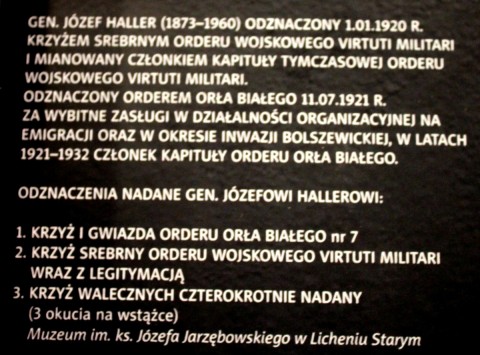 GEN. JÓZEF HALLER (1873–1960) ODZNACZONY 1.01.1920 R.
KRZYŻEM SREBRNYM ORDERU WOJSKOWEGO VIRTUTI MILITARI
I MIANOWANY CZŁONKIEM KAPITUŁY TYMCZASOWEJ ORDERU
WOJSKOWEGO VIRTUTI MILITARI.
ODZNACZONY ORDEREM ORŁA BIAŁEGO 11.07.1921 R.
ZA WYBITNE ZASŁUGI W DZIAŁALNOŚCI ORGANIZACYJNEJ NA
EMIGRACJI ORAZ W OKRESIE INWAZJI BOLSZEWICKIEJ, W LATACH
1921–1932 CZŁONEK KAPITUŁY ORDERU ORŁA BIAŁEGO.
ODZNACZENIA NADANE GEN. JÓZEFOWI HALLEROWI:
1. KRZYŻ I GWIAZDA ORDERU ORŁA BIAŁEGO nr 7
2. KRZYŻ SREBRNY ORDERU WOJSKOWEGO VIRTUTI MILITARI
WRAZ Z LEGITYMACJĄ
3. KRZYŻ WALECZNYCH CZTEROKROTNIE NADANY
(3 okucia na wstążce)
Muzeum im. ks. Józefa Jarzębowskiego w Licheniu Starym